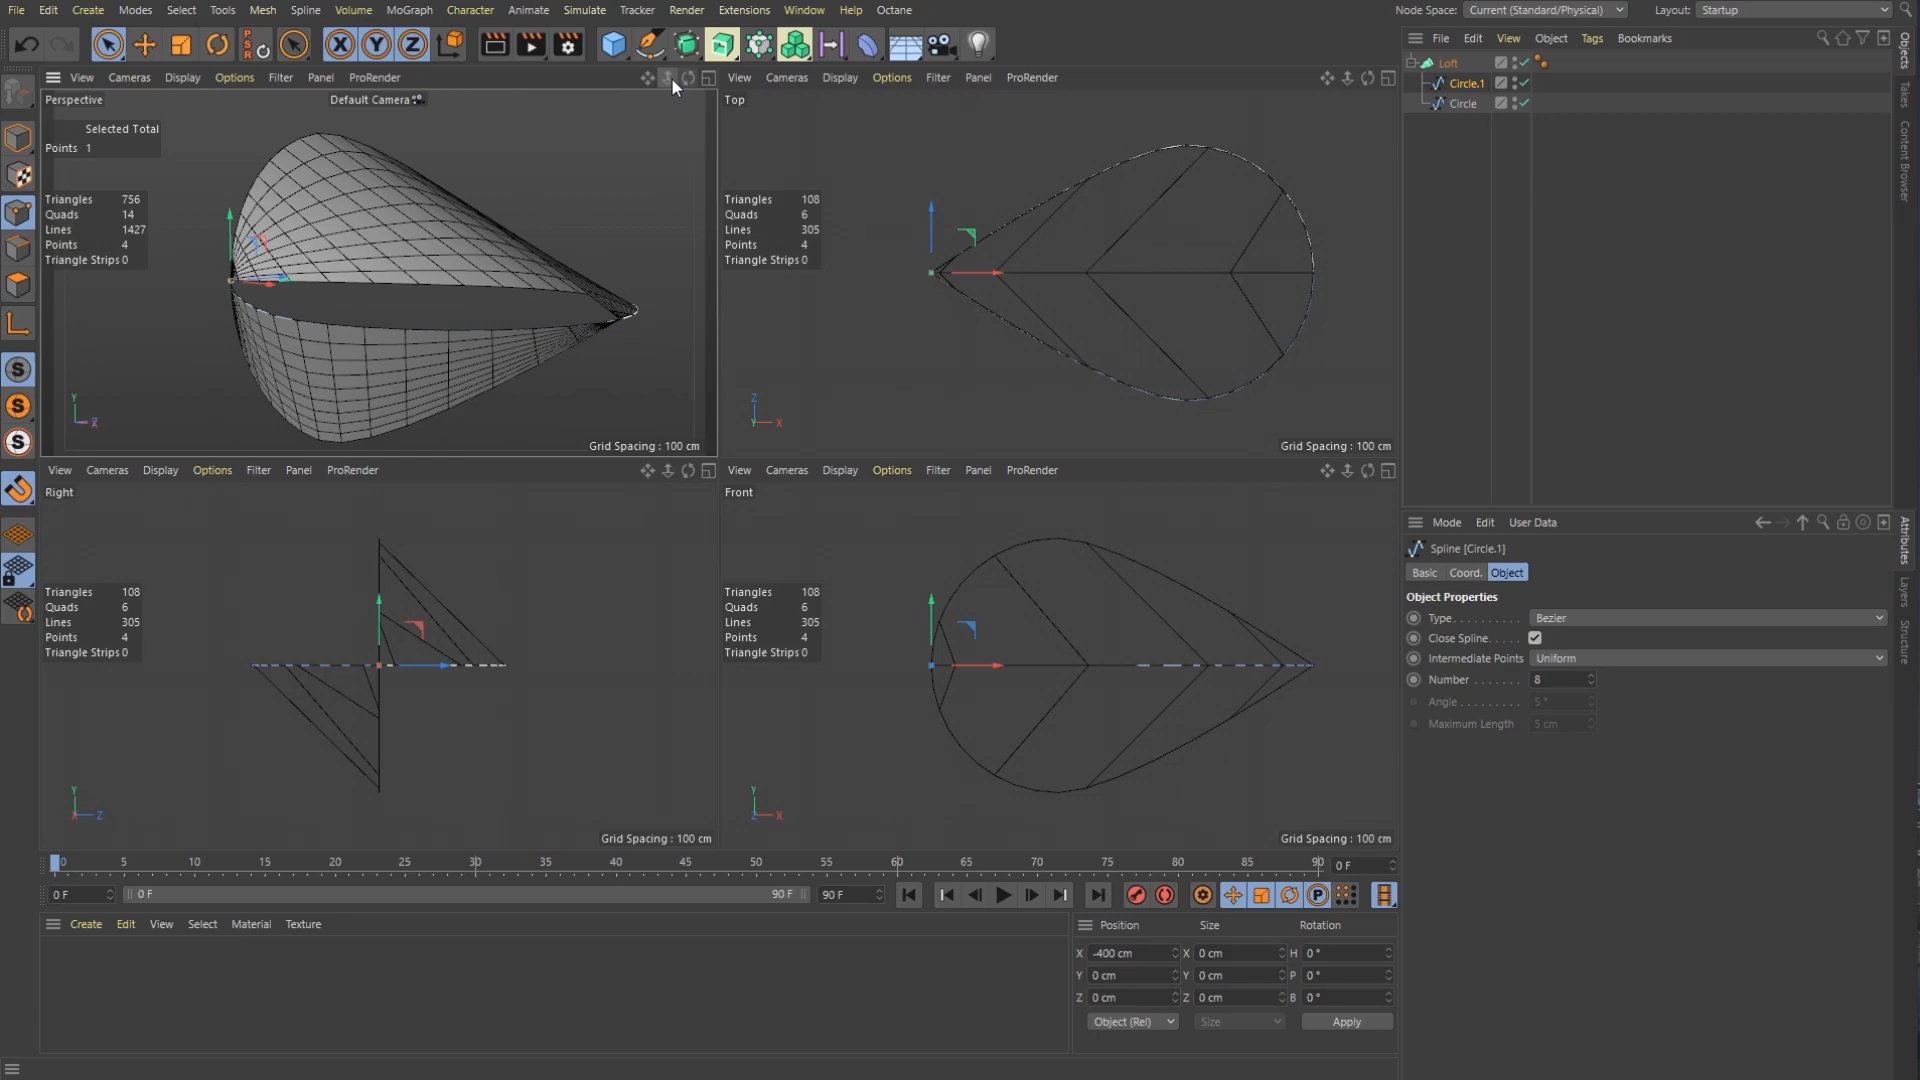 File Edit Create Modes Select Tools Mesh Spline Volume MoGraph Character Animate Simulate Tracker Render Extensions Window Help Octane
Node Space: Current (Standard/Physical) Layout: Startup
PSR X Y Z
File Edit View Object Tags Bookmarks
Loft
Circle.1
Circle
Objects
Takes
Content Browser
View Cameras Display Options Filter Panel ProRender
Perspective
Default Camera
Selected Total
Points 1
Triangles 756
Quads 14
Lines 1427
Points 4
Triangle Strips 0
Y
Grid Spacing : 100 cm
View Cameras Display Options Filter Panel ProRender
Top
Triangles 108
Quads 6
Lines 305
Points 4
Triangle Strips 0
Z
Y X
Grid Spacing : 100 cm
View Cameras Display Options Filter Panel ProRender
Right
Triangles 108
Quads 6
Lines 305
Points 4
Triangle Strips 0
Y
X Z
Grid Spacing : 100 cm
View Cameras Display Options Filter Panel ProRender
Front
Triangles 108
Quads 6
Lines 305
Points 4
Triangle Strips 0
Y
Z X
Grid Spacing : 100 cm
S
S
S
Mode Edit User Data
Spline [Circle.1]
Basic Coord. Object
Object Properties
Type . . . . . . . . . . Bezier
Close Spline. . . . .
Intermediate Points Uniform
Number . . . . . . . 8
Angle. . . . . . . . . 5 °
Maximum Length 5 cm
Attributes
Layers
Structure
0 5 10 15 20 25 30 35 40 45 50 55 60 65 70 75 80 85 90 0 F
0 F 0 F 90 F 90 F P
Create Edit View Select Material Texture
Position Size Rotation
X -400 cm X 0 cm H 0 °
Y 0 cm Y 0 cm P 0 °
Z 0 cm Z 0 cm B 0 °
Object (Rel) Size Apply